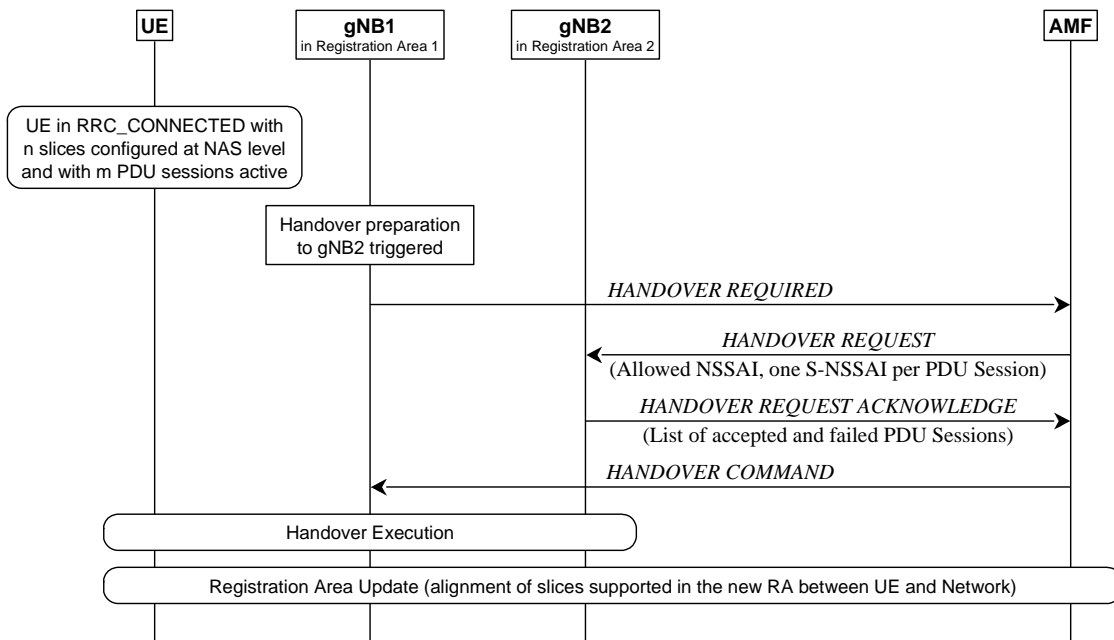 UE
gNB1
in Registration Area 1
gNB2
in Registration Area 2
AMF
UE in RRC_CONNECTED with
n slices configured at NAS level
and with m PDU sessions active
Handover preparation
to gNB2 triggered
HANDOVER REQUIRED
HANDOVER REQUEST
(Allowed NSSAI, one S-NSSAI per PDU Session)
HANDOVER REQUEST ACKNOWLEDGE
(List of accepted and failed PDU Sessions)
HANDOVER COMMAND
Handover Execution
Registration Area Update (alignment of slices supported in the new RA between UE and Network)